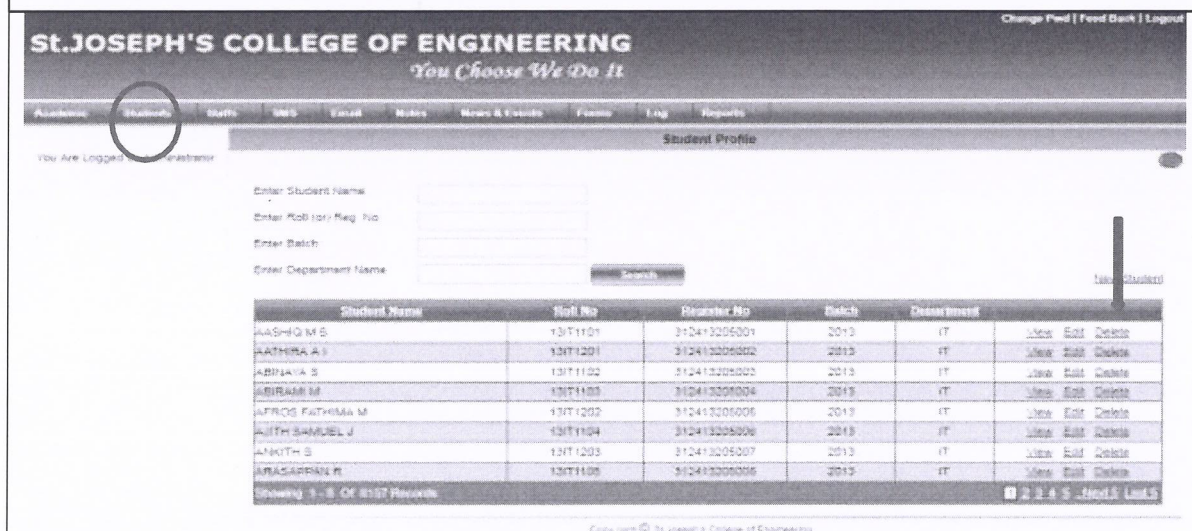 Change Pwd | Feed Back | Logout
St.JOSEPH'S COLLEGE OF ENGINEERING
You Choose We Do It
Academic Students Staffs SMS Email Notes News & Events Forms Log Reports
Student Profile
You Are Logged
Enter Student Name
Enter Roll (or) Reg. No
Enter Batch
Enter Department Name Search
New Student
Student Name Roll No Register No Batch Department
AASHIQ M S 13IT1101 312413205001 2013 IT View Edit Delete
AATHIRA A 13IT1201 312413205002 2013 IT View Edit Delete
ABINAYA S 13IT1102 312413205003 2013 IT View Edit Delete
ABIRAMI M 13IT1103 312413205004 2013 IT View Edit Delete
AFROS FATHIMA M 13IT1202 312413205005 2013 IT View Edit Delete
AJITH SAMUEL J 13IT1104 312413205006 2013 IT View Edit Delete
ANKITH S 13IT1203 312413205007 2013 IT View Edit Delete
ARASAPPAN R 13IT1105 312413205008 2013 IT View Edit Delete
Showing 1 - 8 Of 8157 Records 1 2 3 4 5 ..Next 5 Last 5
Copyright © St.Joseph's College of Engineering